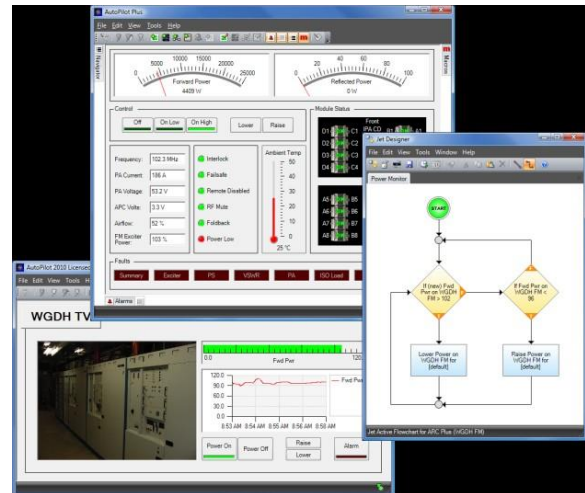 AutoPilot Plus
File Edit View Tools Help
Navigator
Macros
0 5000 10000 15000 20000 25000
Forward Power
4409 W
0 20 40 60 80 100
Reflected Power
0 W
Control
Off On Low On High Lower Raise
Module Status
Front
IPA CD
D1 C1
D2 C2
D3 C3
D4 C4
A5 B5
A6 B6
A7 B7
A8 B8
Frequency: 102.3 MHz
PA Current: 186 A
PA Voltage: 53.2 V
APC Volts: 3.3 V
Airflow: 52 %
FM Exciter Power: 103 %
Interlock
Failsafe
Remote Disabled
RF Mute
Foldback
Power Low
Ambient Temp
50
40
30
20
10
0
25 °C
Faults
Summary Exciter PS VSWR PA ISO Load
Alarms
Jet Designer
File Edit View Tools Window Help
Power Monitor
START
If (new) Fwd
Pwr on WGDH
FM > 102
If Fwd Pwr on
WGDH FM <
96
Lower Power on
WGDH FM for
[default]
Raise Power on
WGDH FM for
[default]
Jet Active Flowchart for ARC Plus (WGDH FM)
AutoPilot 2010 Licensed
File Edit View Tools
WGDH TV
0.0 120.
Fwd Pwr
120.0
90.0
60.0
30.0
0.0
Fwd Pwr
8:53 AM 8:54 AM 8:55 AM 8:56 AM 8:58 AM
Power On Power Off Raise Alarm
Lower